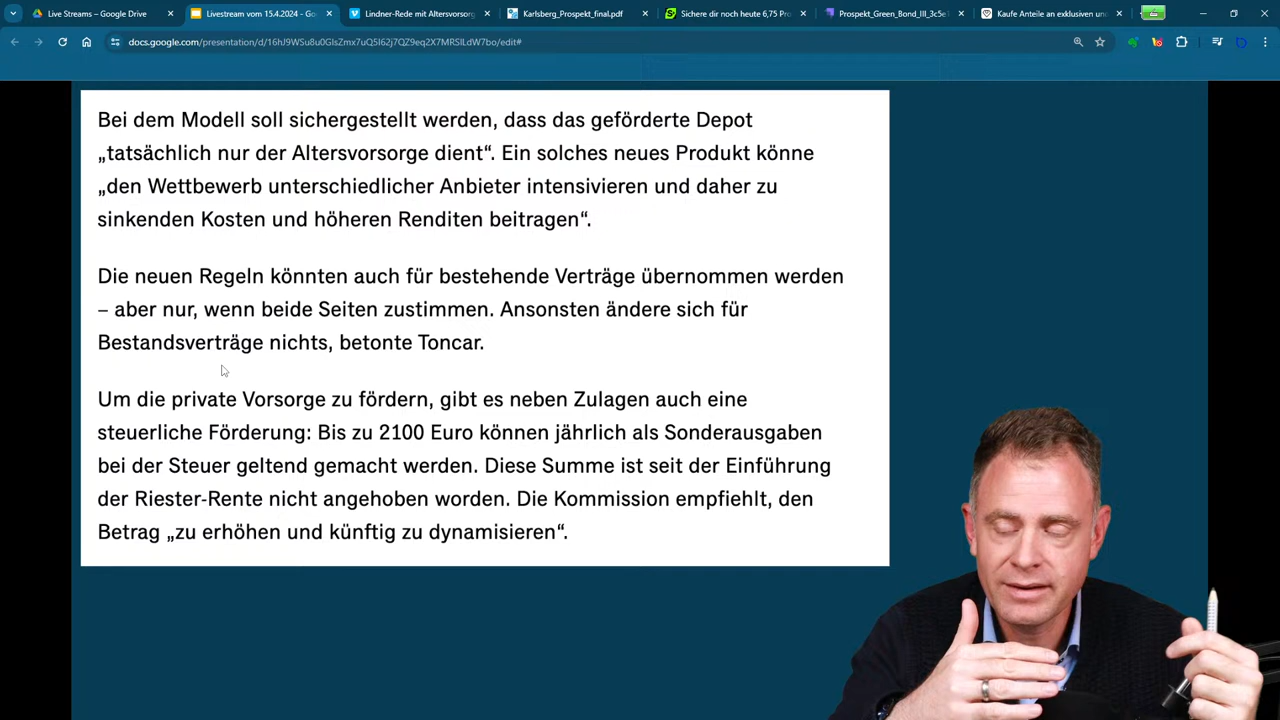 Live Streams – Google Drive
Livestream vom 15.4.2024 - Go
Lindner-Rede mit Altersvorsorg
Karlsberg_Prospekt_final.pdf
Sichere dir noch heute 6,75 Pro
Prospekt_Green_Bond_III_3c5e
Kaufe Anteile an exklusiven un
Bei dem Modell soll sichergestellt werden, dass das geförderte Depot
„tatsächlich nur der Altersvorsorge dient“. Ein solches neues Produkt könne
„den Wettbewerb unterschiedlicher Anbieter intensivieren und daher zu
sinkenden Kosten und höheren Renditen beitragen“.
Die neuen Regeln könnten auch für bestehende Verträge übernommen werden
– aber nur, wenn beide Seiten zustimmen. Ansonsten ändere sich für
Bestandsverträge nichts, betonte Toncar.
Um die private Vorsorge zu fördern, gibt es neben Zulagen auch eine
steuerliche Förderung: Bis zu 2100 Euro können jährlich als Sonderausgaben
bei der Steuer geltend gemacht werden. Diese Summe ist seit der Einführung
der Riester-Rente nicht angehoben worden. Die Kommission empfiehlt, den
Betrag „zu erhöhen und künftig zu dynamisieren“.